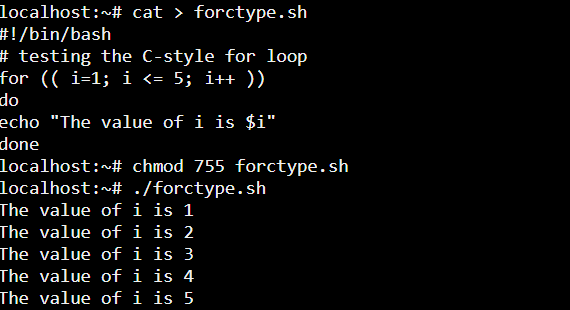 localhost:~# cat > forctype.sh
#!/bin/bash
# testing the C-style for loop
for (( i=1; i <= 5; i++ ))
do
echo "The value of i is $i"
done
localhost:~# chmod 755 forctype.sh
localhost:~# ./forctype.sh
The value of i is 1
The value of i is 2
The value of i is 3
The value of i is 4
The value of i is 5